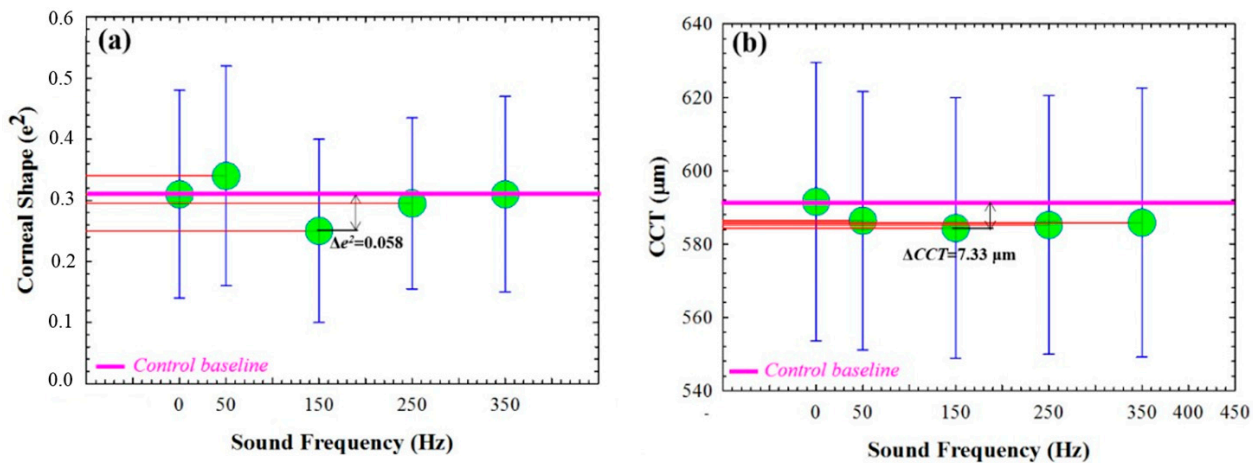 (a)
0.6
0.5
0.4
0.3
0.2
0.1
0.0
Corneal Shape (e²)
Δe²=0.058
Control baseline
0 50 150 250 350
Sound Frequency (Hz)
(b)
640
620
600
580
560
540
CCT (μm)
ΔCCT=7.33 μm
Control baseline
- 0 50 150 250 350 450
Sound Frequency (Hz)